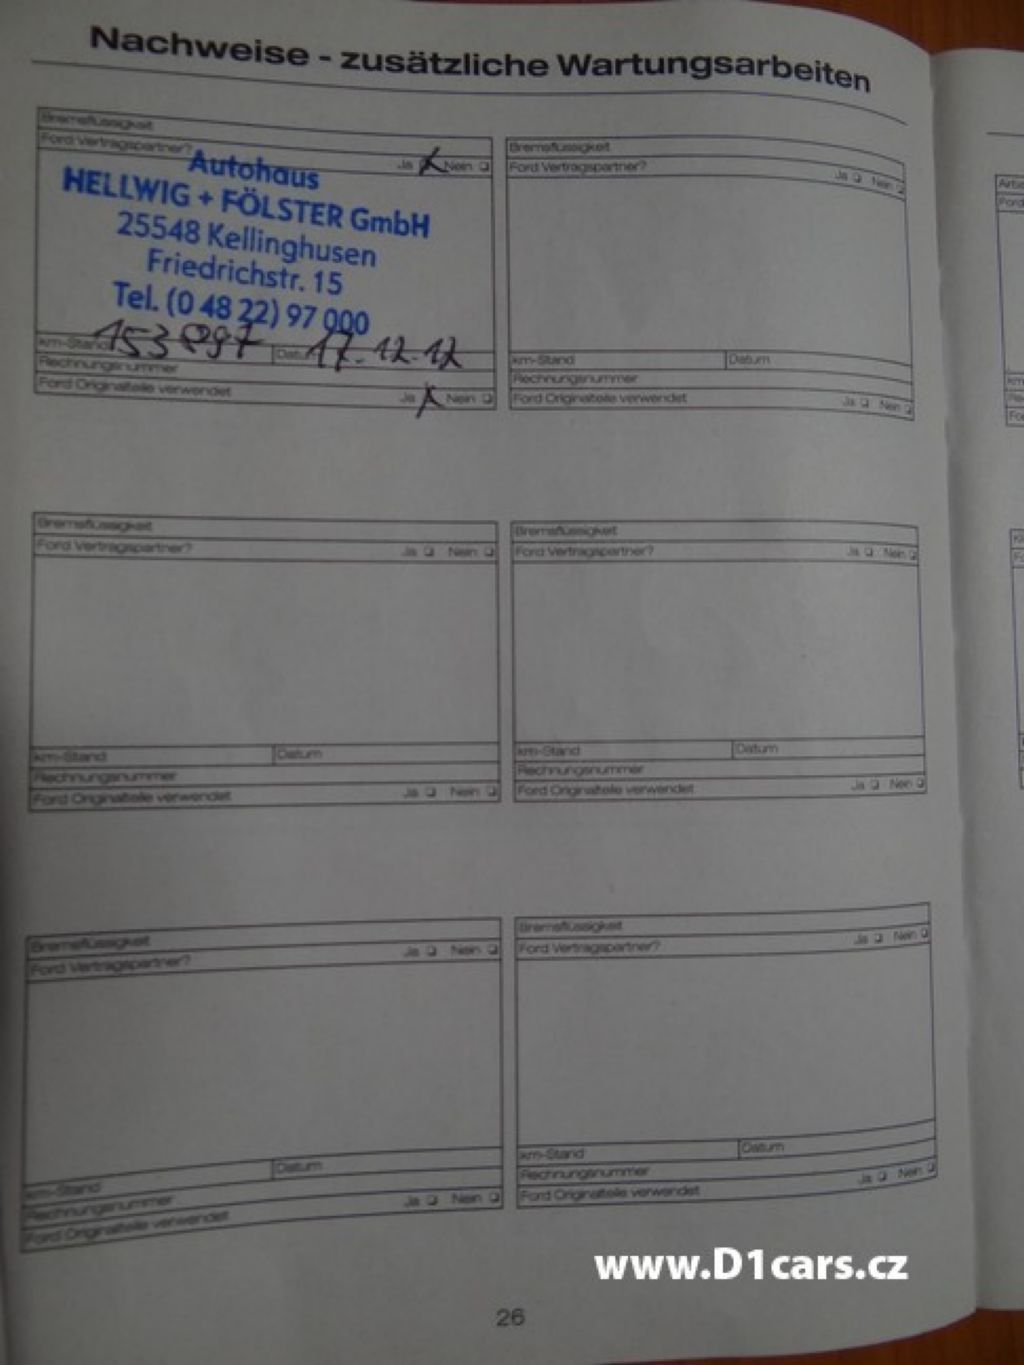 Nachweise - zusätzliche Wartungsarbeiten
Bremsflüssigkeit
Ford Vertragspartner? Ja Nein
Autohaus
HELLWIG + FÖLSTER GmbH
25548 Kellinghusen
Friedrichstr. 15
Tel. (0 48 22) 97 000
km-Stand Datum 17.12.12
Rechnungsnummer
Ford Originalteile verwendet Ja Nein
Bremsflüssigkeit
Ford Vertragspartner? Ja Nein
km-Stand Datum
Rechnungsnummer
Ford Originalteile verwendet Ja Nein
Bremsflüssigkeit
Ford Vertragspartner? Ja Nein
km-Stand Datum
Rechnungsnummer
Ford Originalteile verwendet Ja Nein
Bremsflüssigkeit
Ford Vertragspartner? Ja Nein
km-Stand Datum
Rechnungsnummer
Ford Originalteile verwendet Ja Nein
Bremsflüssigkeit
Ford Vertragspartner? Ja Nein
km-Stand Datum
Rechnungsnummer
Ford Originalteile verwendet Ja Nein
Bremsflüssigkeit
Ford Vertragspartner? Ja Nein
km-Stand Datum
Rechnungsnummer
Ford Originalteile verwendet Ja Nein
www.D1cars.cz
26